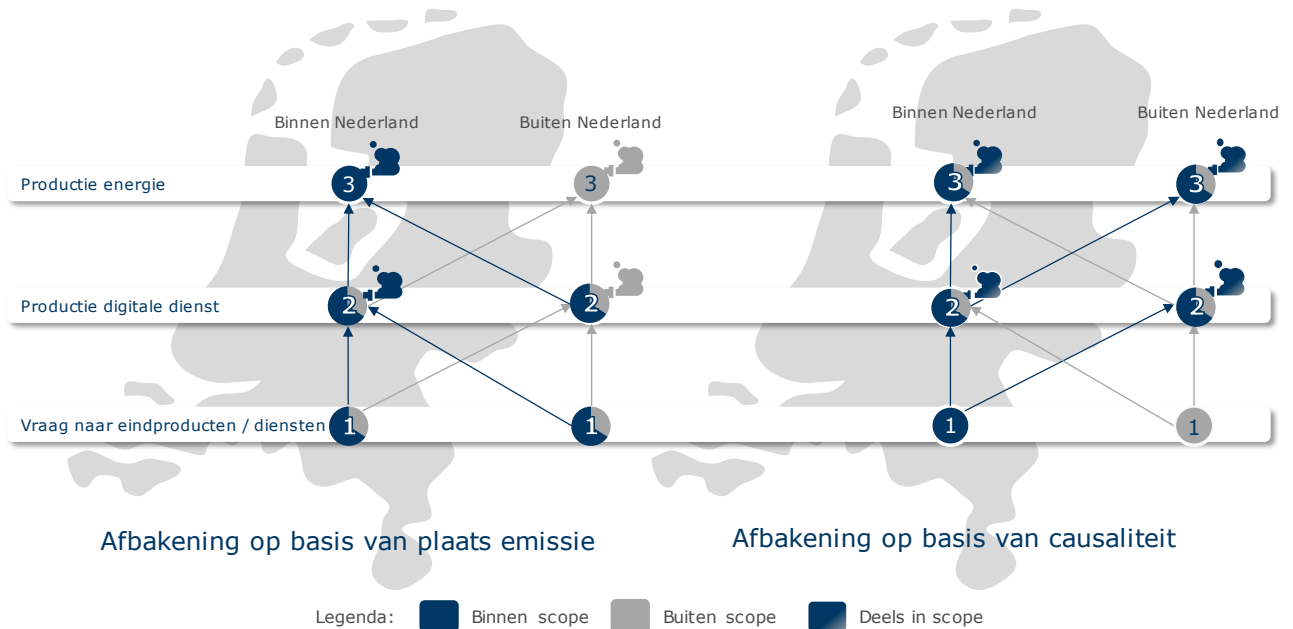 Binnen Nederland
Buiten Nederland
Binnen Nederland
Buiten Nederland
Productie energie
3
3
3
3
Productie digitale dienst
2
2
2
2
Vraag naar eindproducten / diensten
1
1
1
1
Afbakening op basis van plaats emissie
Afbakening op basis van causaliteit
Legenda:
Binnen scope
Buiten scope
Deels in scope